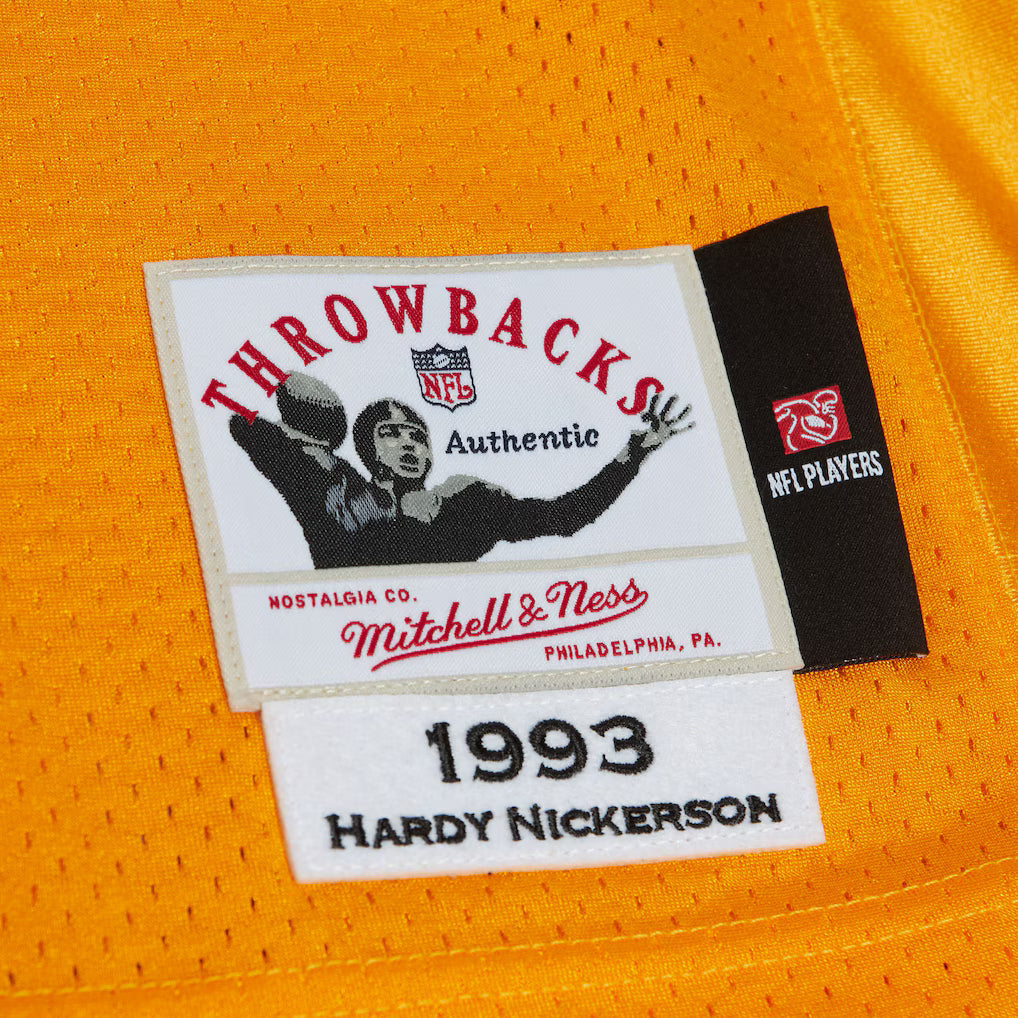 THROWBACKS
NFL
Authentic
NFL PLAYERS
NOSTALGIA CO.
Mitchell & Ness
PHILADELPHIA, PA.
1993
HARDY NICKERSON